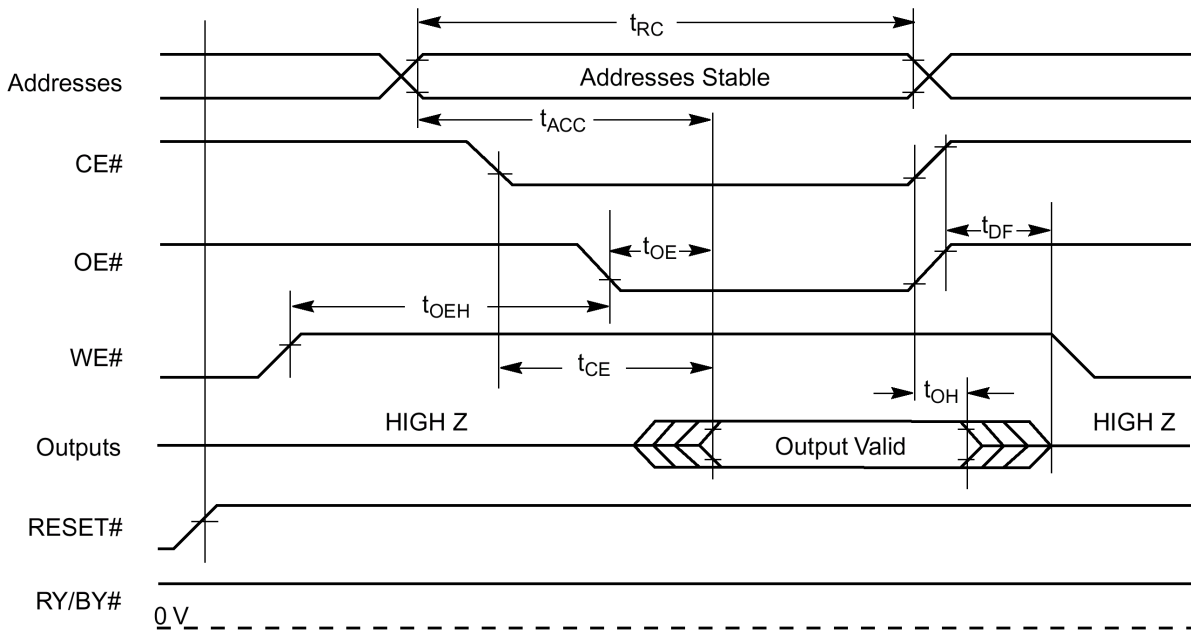 tRC
Addresses
Addresses Stable
tACC
CE#
tDF
OE#
tOE
tOEH
WE#
tCE
tOH
HIGH Z
HIGH Z
Outputs
Output Valid
RESET#
RY/BY#
0 V